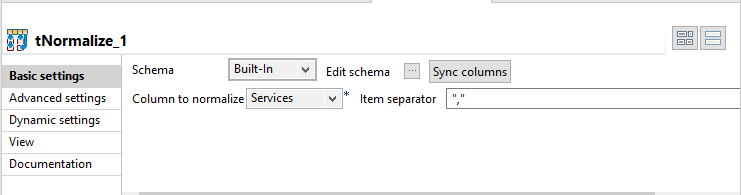 tNormalize_1
Basic settings
Advanced settings
Dynamic settings
View
Documentation
Schema Built-In Edit schema ... Sync columns
Column to normalize Services * Item separator ","